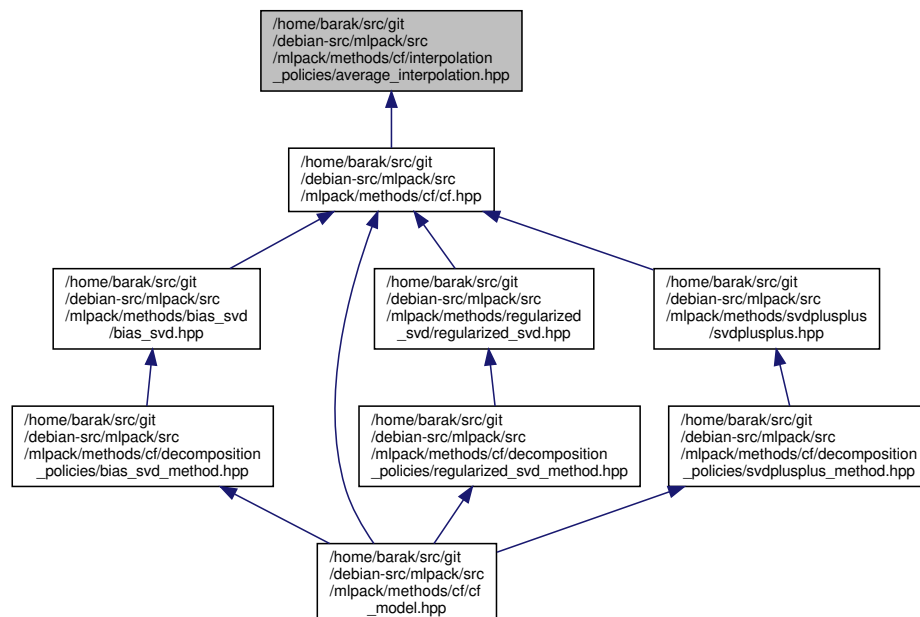 /home/barak/src/git
/debian-src/mlpack/src
/mlpack/methods/cf/interpolation
_policies/average_interpolation.hpp
/home/barak/src/git
/debian-src/mlpack/src
/mlpack/methods/cf/cf.hpp
/home/barak/src/git
/debian-src/mlpack/src
/mlpack/methods/bias_svd
/bias_svd.hpp
/home/barak/src/git
/debian-src/mlpack/src
/mlpack/methods/regularized
_svd/regularized_svd.hpp
/home/barak/src/git
/debian-src/mlpack/src
/mlpack/methods/svdplusplus
/svdplusplus.hpp
/home/barak/src/git
/debian-src/mlpack/src
/mlpack/methods/cf/decomposition
_policies/bias_svd_method.hpp
/home/barak/src/git
/debian-src/mlpack/src
/mlpack/methods/cf/decomposition
_policies/regularized_svd_method.hpp
/home/barak/src/git
/debian-src/mlpack/src
/mlpack/methods/cf/decomposition
_policies/svdplusplus_method.hpp
/home/barak/src/git
/debian-src/mlpack/src
/mlpack/methods/cf/cf
_model.hpp